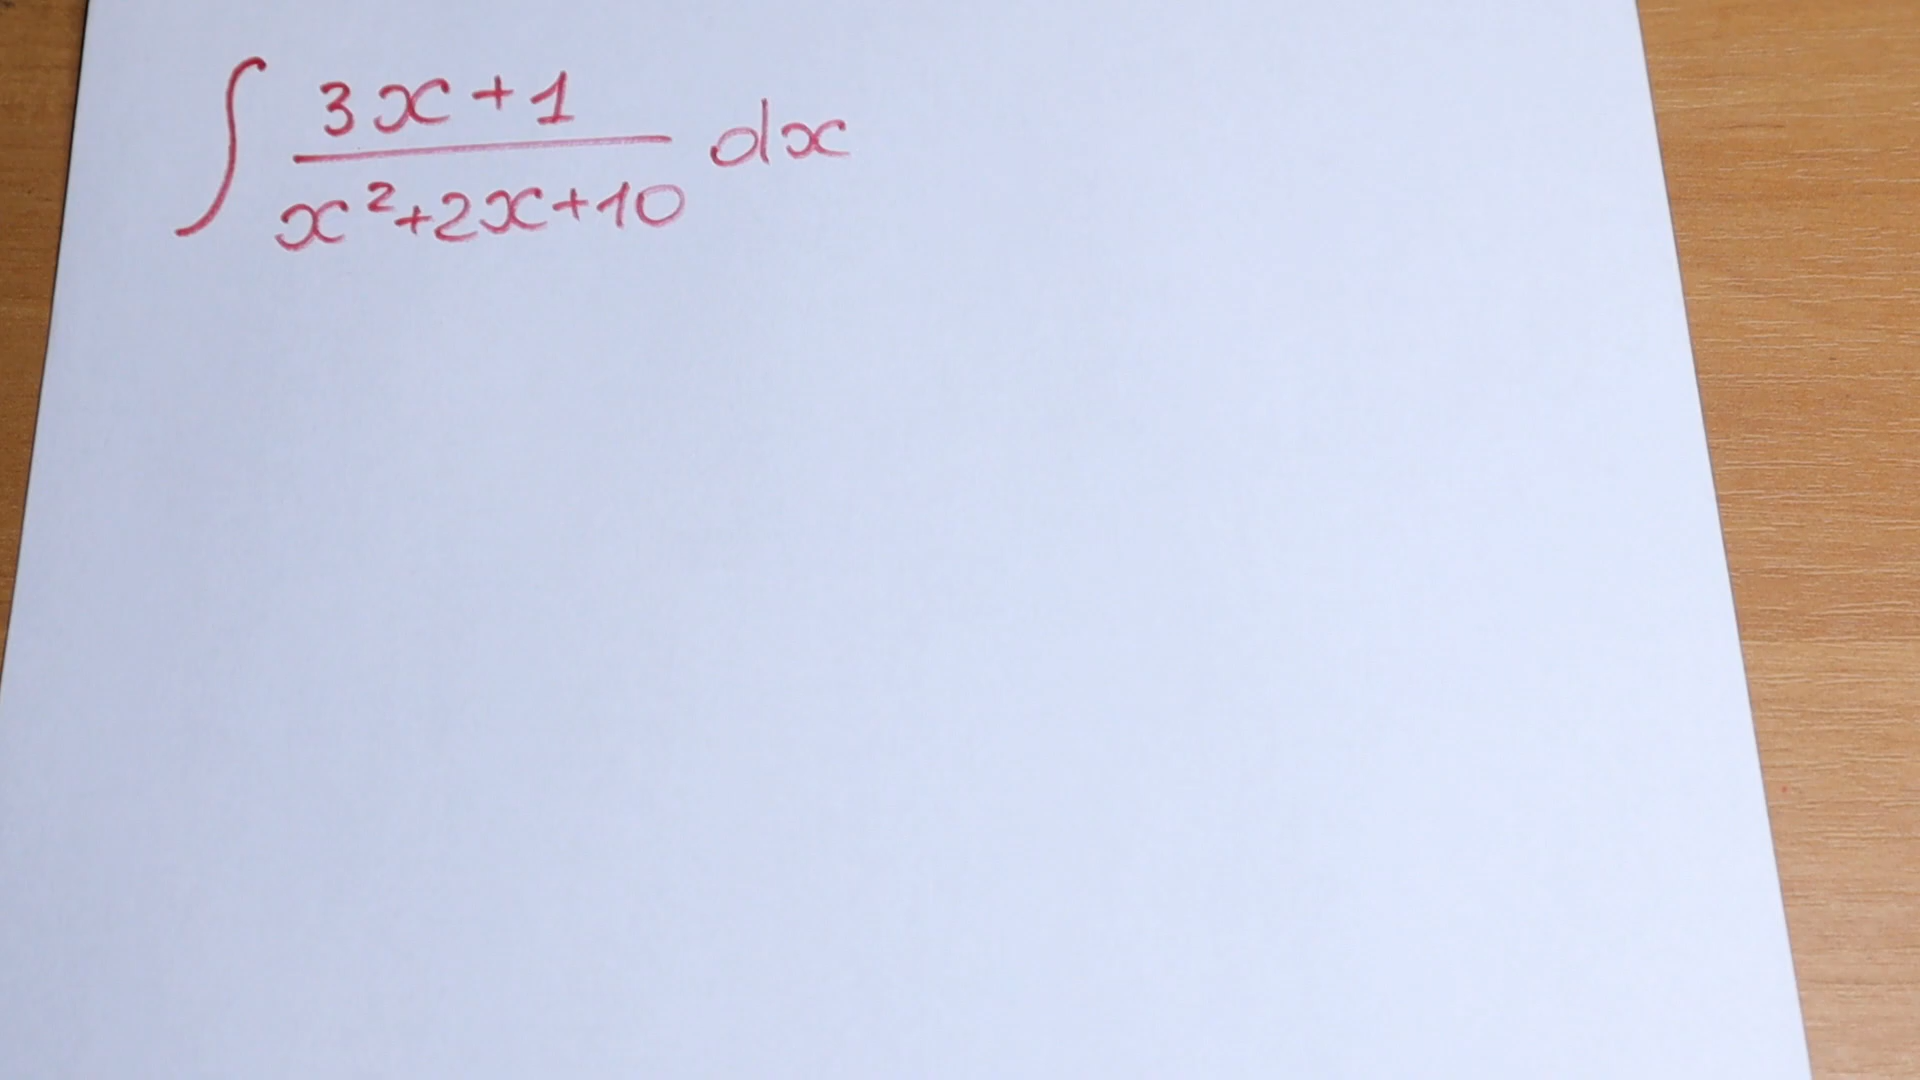 ∫ (3x+1)/(x²+2x+10) dx